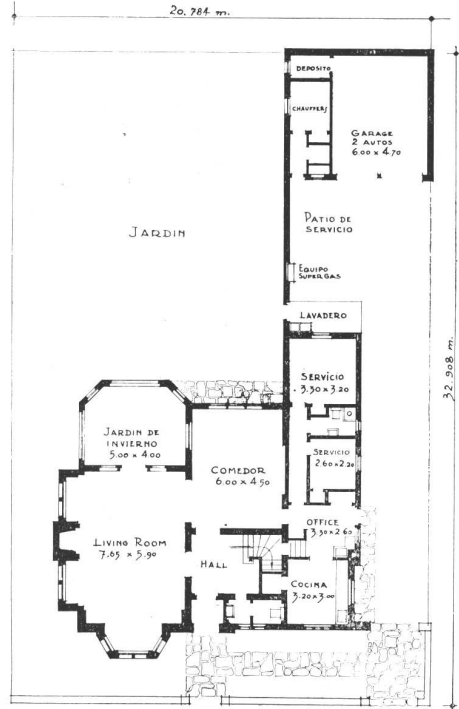 20.784 m.
DEPOSITO
CHAUFFERS
GARAGE
2 AUTOS
6.00 x 4.70
JARDIN
PATIO DE
SERVICIO
EQUIPO
SUPERGAS
LAVADERO
32.908 m.
SERVICIO
3.30 x 3.20
JARDIN DE
INVIERNO
5.00 x 4.00
COMEDOR
6.00 x 4.50
SERVICIO
2.60 x 2.20
OFFICE
3.30 x 2.60
LIVING ROOM
7.65 x 5.90
HALL
COCINA
3.20 x 3.00